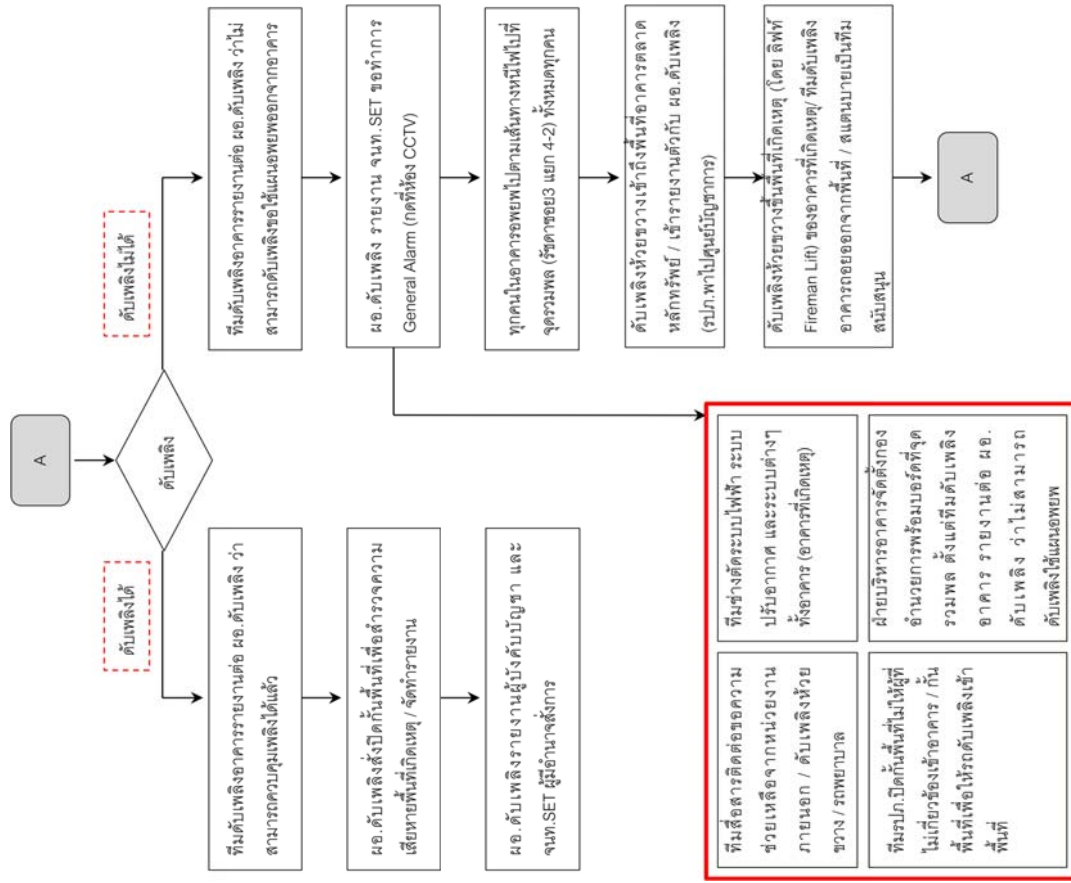 A
ดับเพลิง
ดับเพลิงได้
ดับเพลิงไม่ได้
ทีมดับเพลิงอาคารรายงานต่อ ผอ.ดับเพลิง ว่า
สามารถควบคุมเพลิงได้แล้ว
ผอ.ดับเพลิงสั่งปิดกั้นพื้นที่เพื่อสำรวจความ
เสียหายพื้นที่เกิดเหตุ / จัดทำรายงาน
ผอ.ดับเพลิงรายงานผู้บังคับบัญชา และ
จนท.SET ผู้มีอำนาจสั่งการ
ทีมดับเพลิงอาคารรายงานต่อ ผอ.ดับเพลิง ว่าไม่
สามารถดับเพลิงขอใช้แผนอพยพออกจากอาคาร
ผอ.ดับเพลิง รายงาน จนท.SET ขอทำการ
General Alarm (กดที่ห้อง CCTV)
ทุกคนในอาคารอพยพไปตามเส้นทางหนีไฟไปที่
จุดรวมพล (รัชดาซอย3 แยก 4-2) ทั้งหมดทุกคน
ดับเพลิงห้วยขวางเข้าถึงพื้นที่อาคารตลาด
หลักทรัพย์ / เข้ารายงานตัวกับ ผอ.ดับเพลิง
(รปภ.พาไปศูนย์บัญชาการ)
ดับเพลิงห้วยขวางขึ้นพื้นที่เกิดเหตุ (โดย ลิฟท์
Fireman Lift) ของอาคารที่เกิดเหตุ/ ทีมดับเพลิง
อาคารถอยออกจากพื้นที่ / สแตนบายเป็นทีม
สนับสนุน
A
ทีมสื่อสารติดต่อขอความ
ช่วยเหลือจากหน่วยงาน
ภายนอก / ดับเพลิงห้วย
ขวาง / รถพยาบาล
ทีมช่างตัดระบบไฟฟ้า ระบบ
ปรับอากาศ และระบบต่างๆ
ทั้งอาคาร (อาคารที่เกิดเหตุ)
ทีมรปภ.ปิดกั้นพื้นที่ไม่ให้ผู้ที่
ไม่เกี่ยวข้องเข้าอาคาร / กั้น
พื้นที่เพื่อให้รถดับเพลิงเข้า
พื้นที่
ฝ่ายบริหารอาคารจัดตั้งกอง
อำนวยการพร้อมบอร์ดที่จุด
รวมพล ตั้งแต่ทีมดับเพลิง
อาคาร รายงานต่อ ผอ.
ดับเพลิง ว่าไม่สามารถ
ดับเพลิงใช้แผนอพยพ